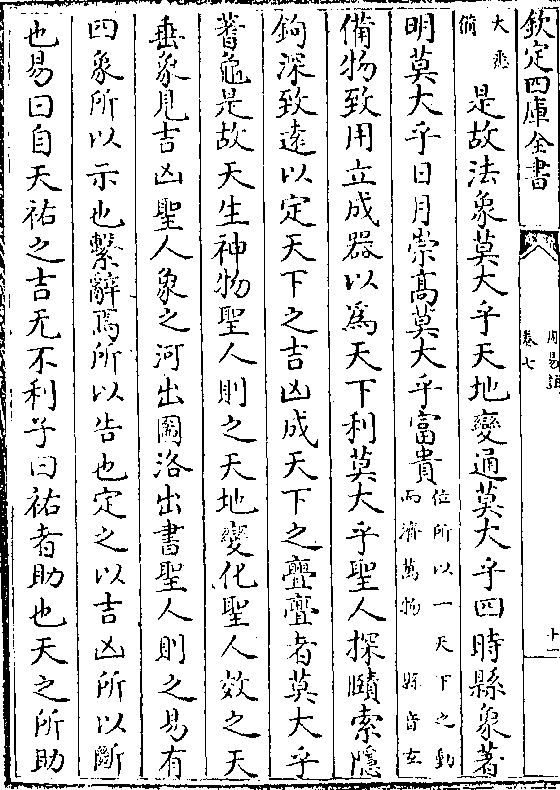 欽定四庫全書
周易註
卷七
大悉備是故法象莫大乎天地變通莫大乎四時縣象著
明莫大乎日月崇高莫大乎富貴位所以一天下之動而濟萬物 縣音玄
備物致用立成器以為天下利莫大乎聖人探賾索隱
鉤深致遠以定天下之吉凶成天下之亹亹者莫大乎
蓍龜是故天生神物聖人則之天地變化聖人效之天
垂象見吉凶聖人象之河出圖洛出書聖人則之易有
四象所以示也繫辭焉所以告也定之以吉凶所以斷
也易曰自天祐之吉无不利子曰祐者助也天之所助